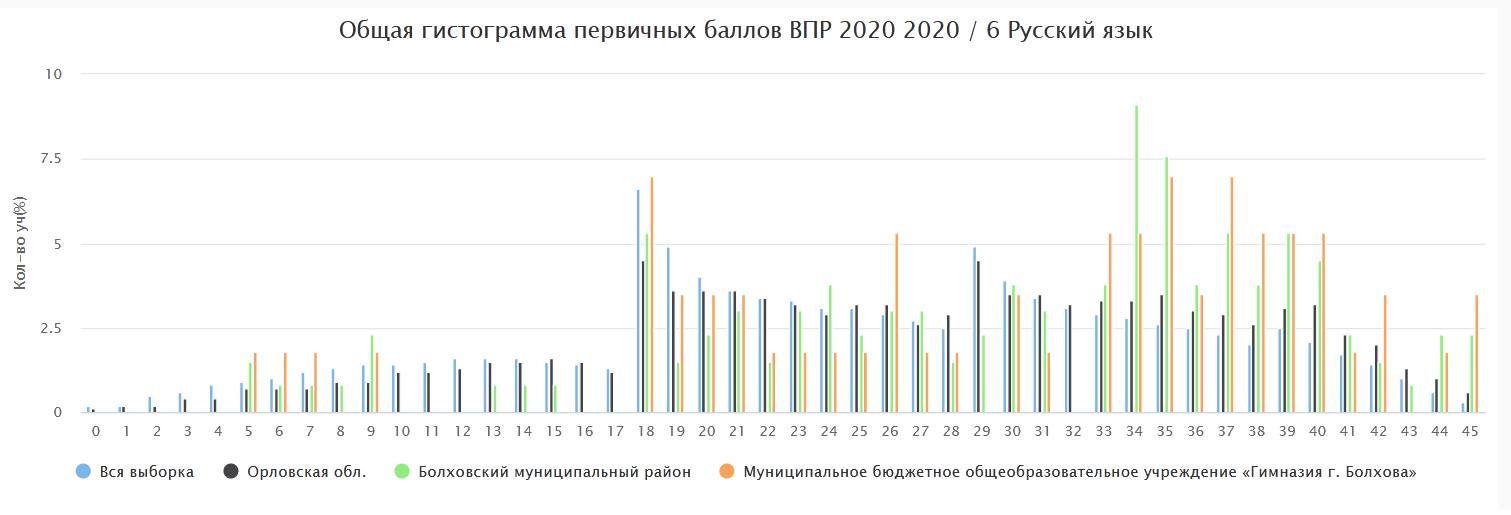 Общая гистограмма первичных баллов ВПР 2020 2020 / 6 Русский язык
10
7.5
5
2.5
0
Кол-во уч(%)
0 1 2 3 4 5 6 7 8 9 10 11 12 13 14 15 16 17 18 19 20 21 22 23 24 25 26 27 28 29 30 31 32 33 34 35 36 37 38 39 40 41 42 43 44 45
Вся выборка Орловская обл. Болховский муниципальный район Муниципальное бюджетное общеобразовательное учреждение «Гимназия г. Болхова»